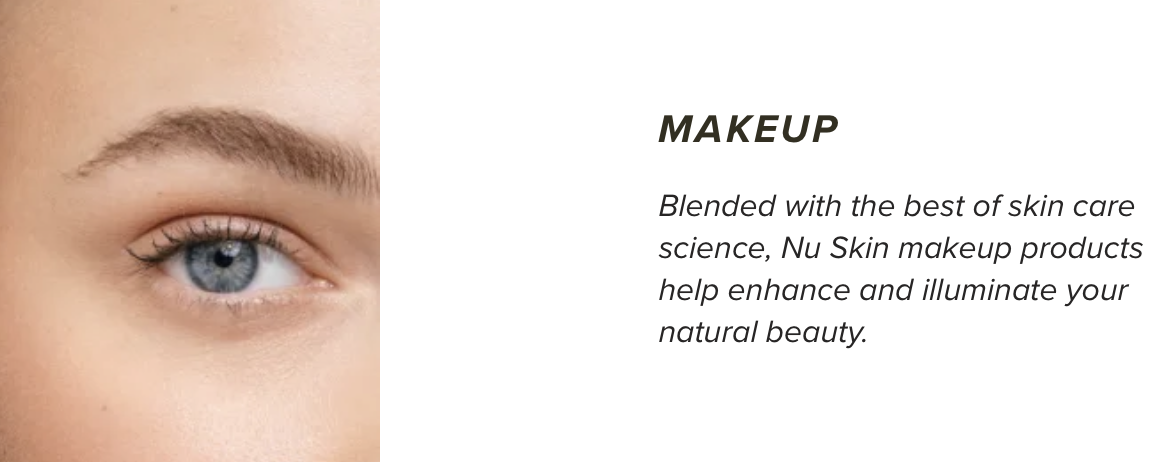 MAKEUP
Blended with the best of skin care
science, Nu Skin makeup products
help enhance and illuminate your
natural beauty.